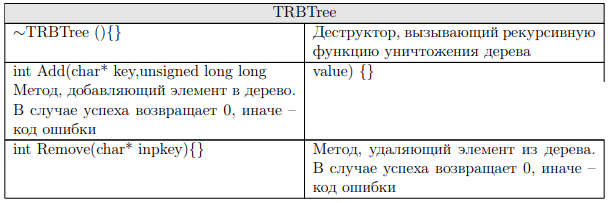 TRBTree
~TRBTree (){}
Деструктор, вызывающий рекурсивную
функцию уничтожения дерева
int Add(char* key,unsigned long long
Метод, добавляющий элемент в дерево.
В случае успеха возвращает 0, иначе –
код ошибки
value) {}
int Remove(char* inpkey){}
Метод, удаляющий элемент из дерева.
В случае успеха возвращает 0, иначе –
код ошибки